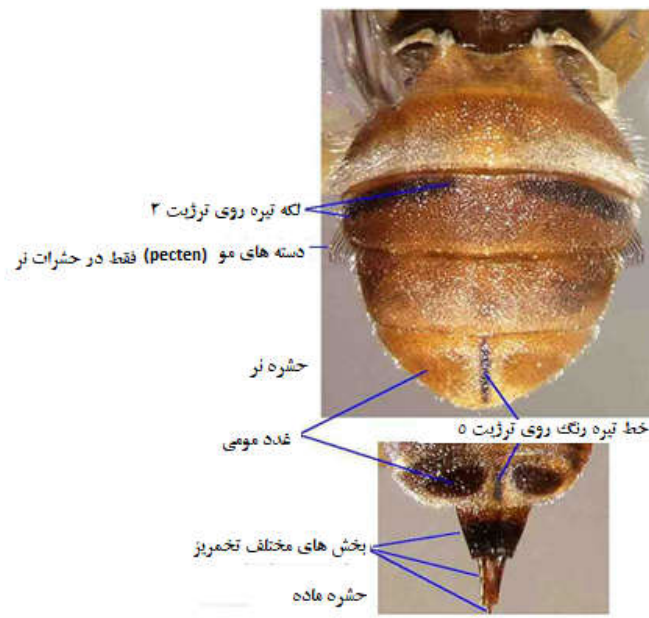 لکه تیره روی ترژیت ۳
دسته های مو (pecten) فقط در حشرات نر
حشره نر
خط تیره رنگ روی ترژیت ۵
غدد مومی
بخش های مختلف تخمریز
حشره ماده